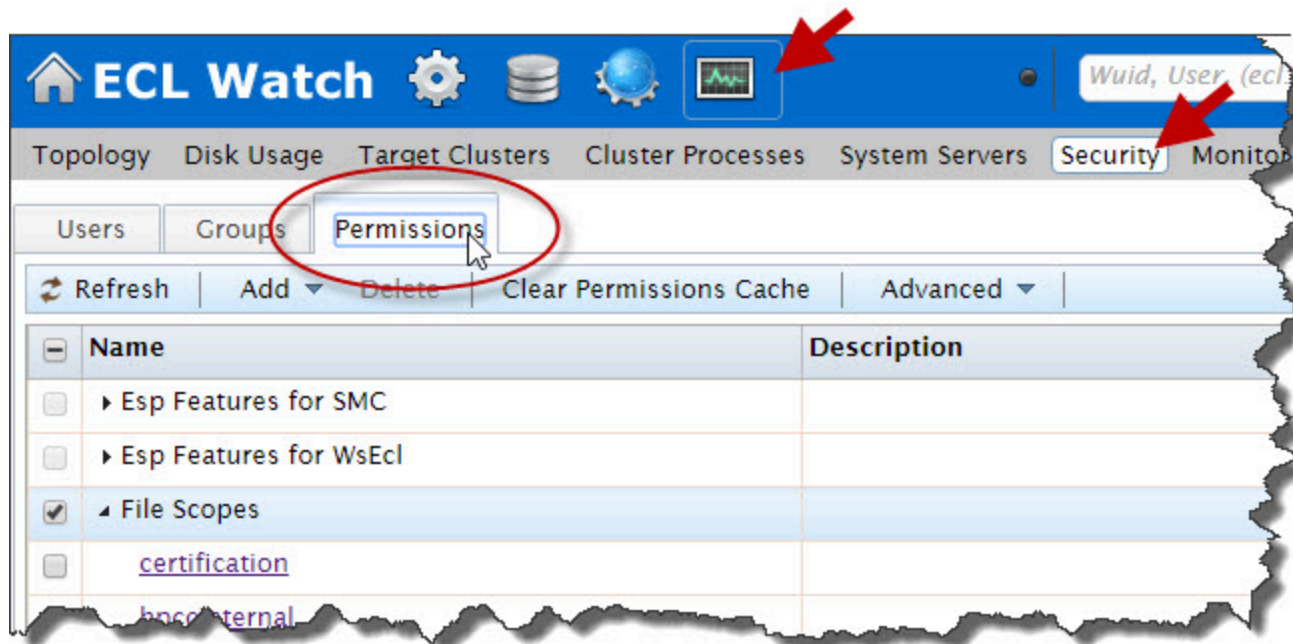 ECL Watch Wuid, User, (ecl
Topology Disk Usage Target Clusters Cluster Processes System Servers Security Monitor
Users Groups Permissions
Refresh Add Delete Clear Permissions Cache Advanced
Name Description
Esp Features for SMC
Esp Features for WsEcl
File Scopes
certification